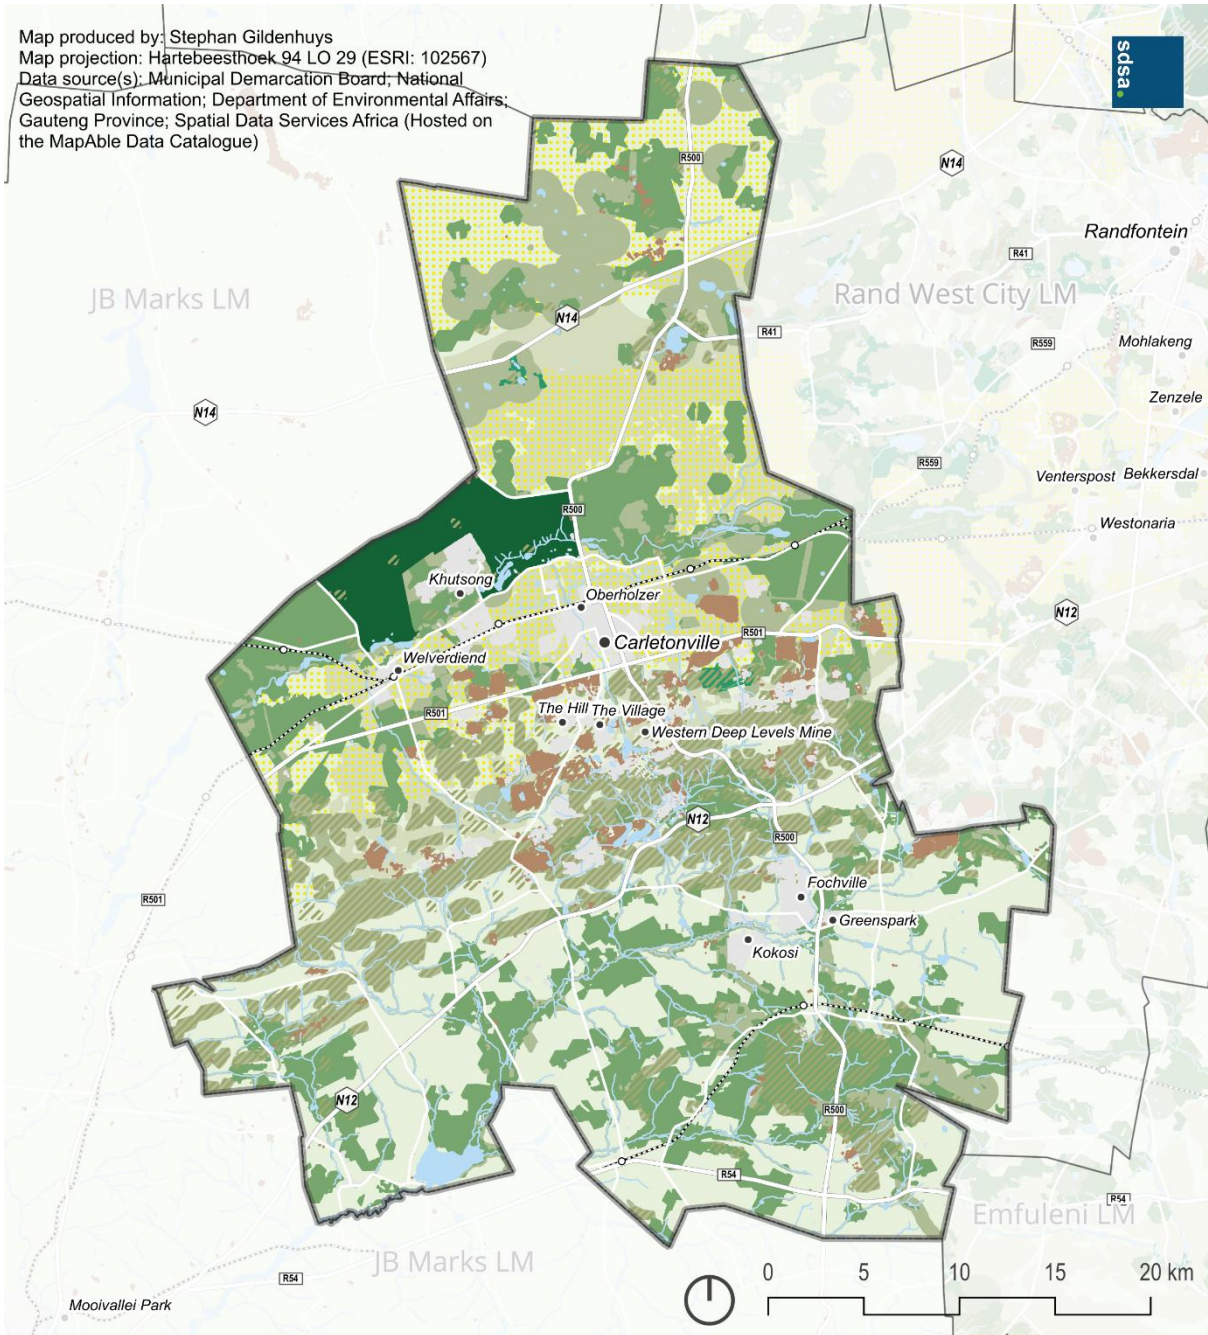 Map produced by: Stephan Gildenhuys
Map projection: Hartebeesthoek 94 LO 29 (ESRI: 102567)
Data source(s): Municipal Demarcation Board; National
Geospatial Information; Department of Environmental Affairs;
Gauteng Province; Spatial Data Services Africa (Hosted on
the MapAble Data Catalogue)
sdsa.
R500
N14
Randfontein
R41
JB Marks LM
Rand West City LM
N14
R41
R559
Mohlakeng
Zenzele
N14
R559
Venterspost
Bekkersdal
R500
Westonaria
Khutsong
Oberholzer
N12
Carletonville
R501
Welverdiend
The Hill
The Village
R501
Western Deep Levels Mine
N12
R500
Fochville
R501
Greenspark
Kokosi
N12
R500
R54
R54
Emfuleni LM
JB Marks LM
R54
Mooivallei Park
0
5
10
15
20 km